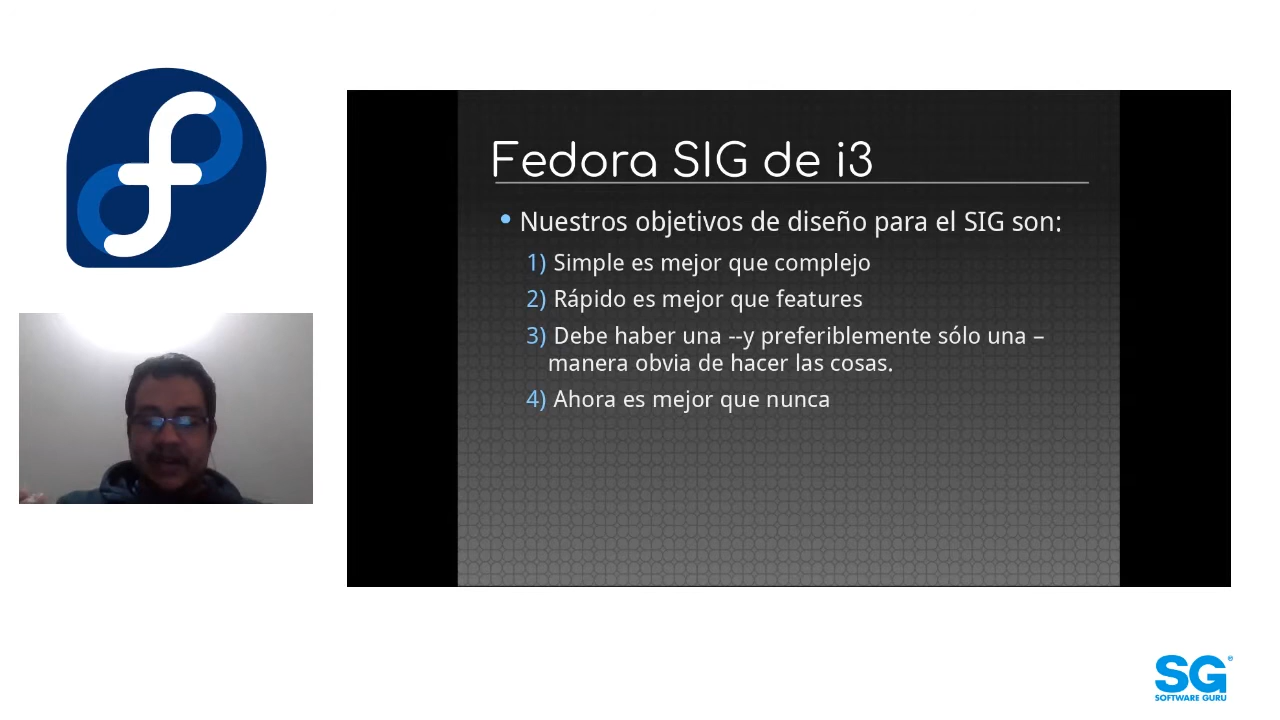 Fedora SIG de i3
• Nuestros objetivos de diseño para el SIG son:
1) Simple es mejor que complejo
2) Rápido es mejor que features
3) Debe haber una --y preferiblemente sólo una –
manera obvia de hacer las cosas.
4) Ahora es mejor que nunca
SG®
SOFTWARE GURU